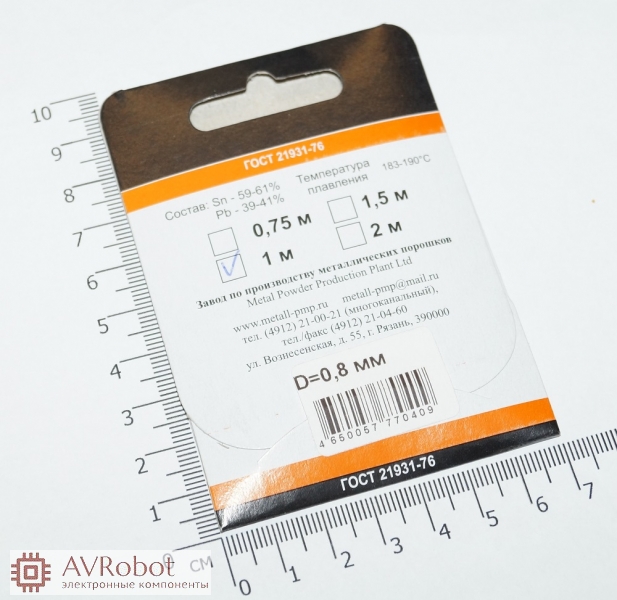 ГОСТ 21931-76
Состав: Sn - 59-61%
Pb - 39-41%
Температура
плавления
183-190°C
0,75 м
1,5 м
1 м
2 м
Завод по производству металлических порошков
Metal Powder Production Plant Ltd
www.metall-pmp.ru metall-pmp@mail.ru
тел. (4912) 21-00-21 (многоканальный),
тел./факс (4912) 21-04-60
ул. Вознесенская, д. 55, г. Рязань, 390000
D=0,8 мм
4 650057 770409
ГОСТ 21931-76
10
9
8
7
6
5
4
3
2
1
0 см
0 1 2 3 4 5 6 7
AVRobot
электронные компоненты